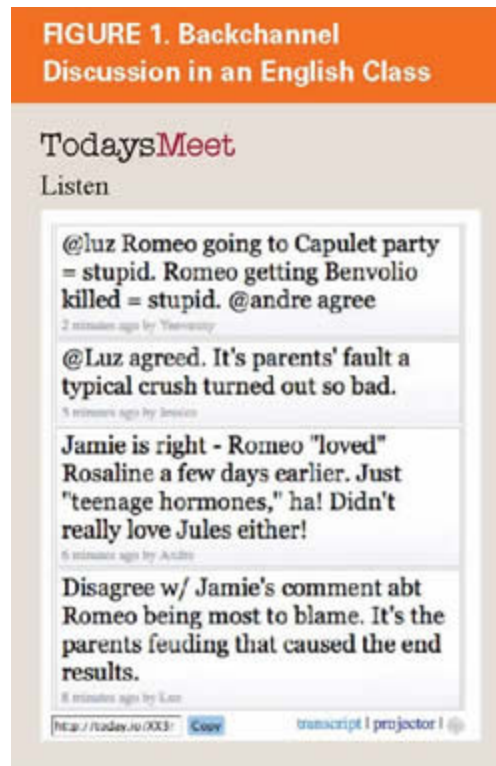 FIGURE 1. Backchannel
Discussion in an English Class
TodaysMeet
Listen
@luz Romeo going to Capulet party
= stupid. Romeo getting Benvolio
killed = stupid. @andre agree
2 minutes ago by
@Luz agreed. It's parents' fault a
typical crush turned out so bad.
5 minutes ago by Jessica
Jamie is right - Romeo "loved"
Rosaline a few days earlier. Just
"teenage hormones," ha! Didn't
really love Jules either!
6 minutes ago by Andre
Disagree w/ Jamie's comment abt
Romeo being most to blame. It's the
parents feuding that caused the end
results.
8 minutes ago by Luz
Copy transcript | projector |